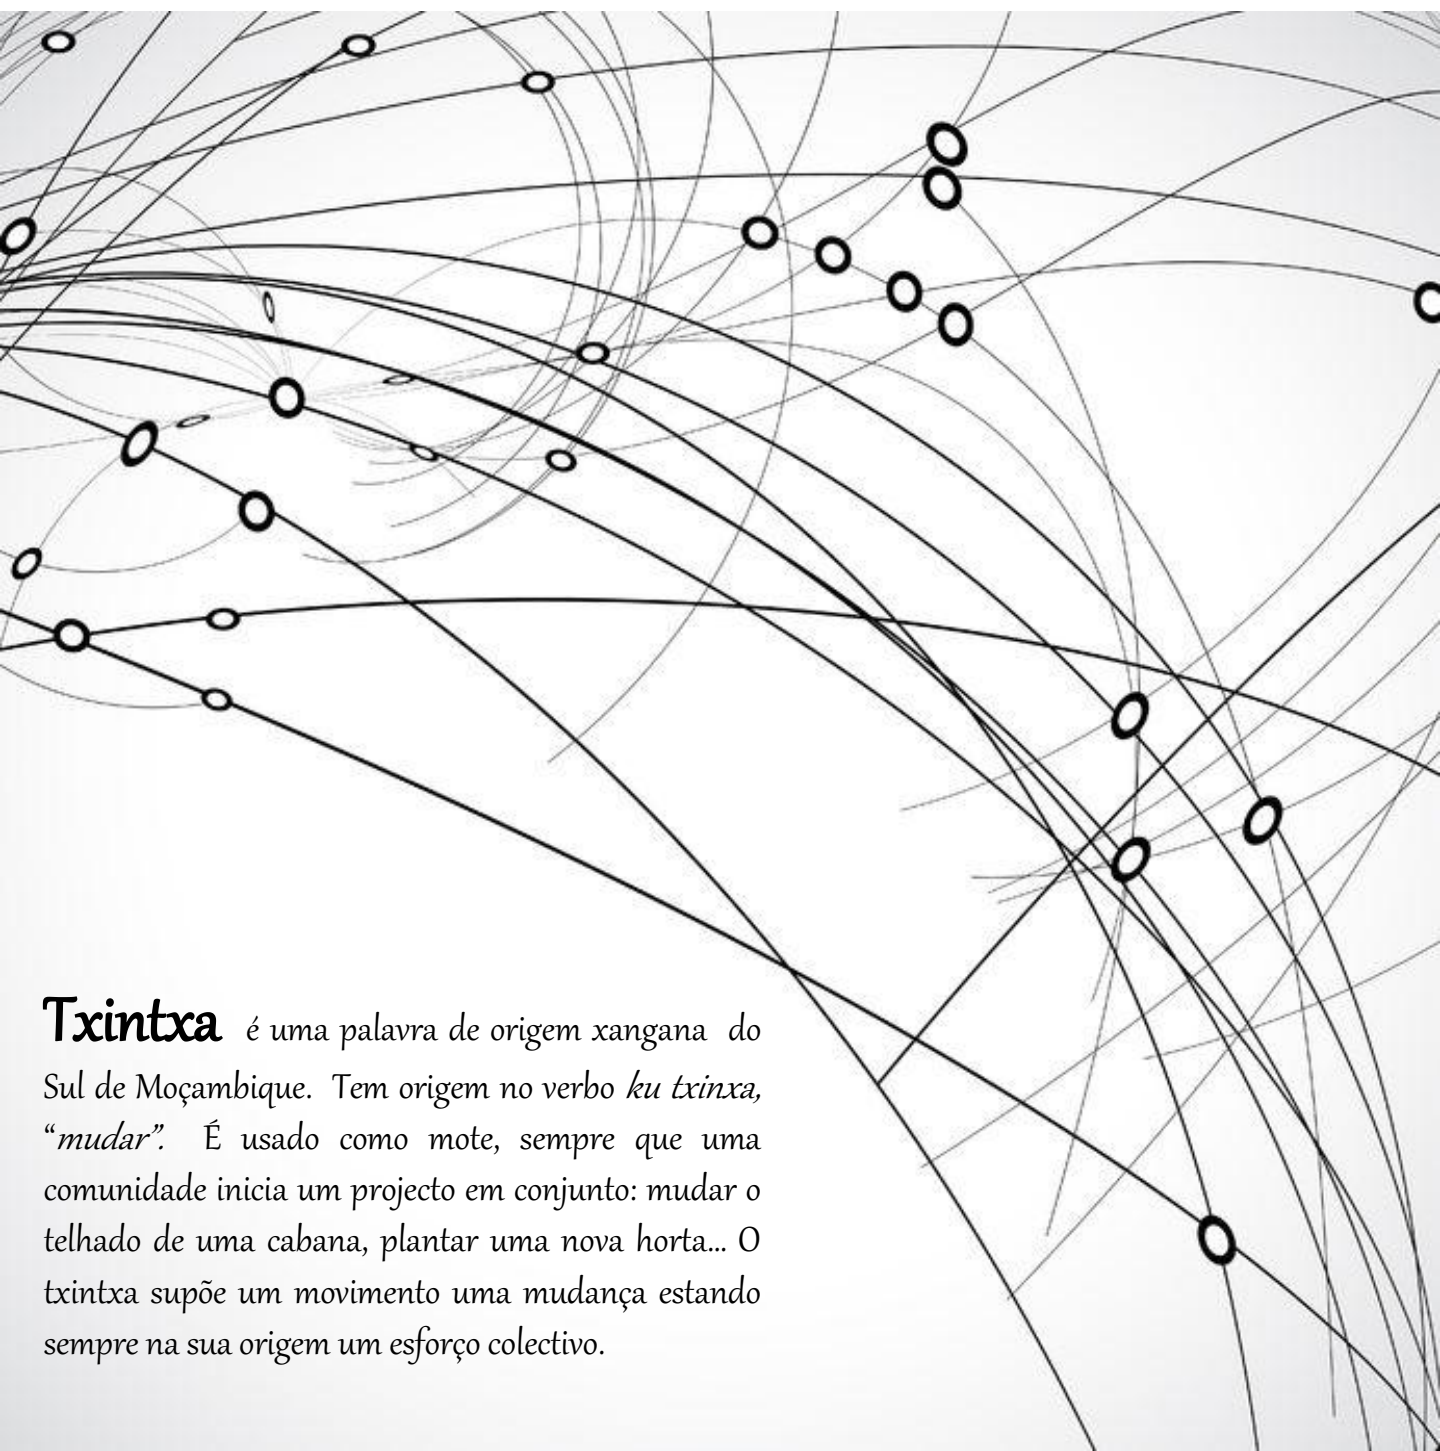 Txintxa é uma palavra de origem xangana do
Sul de Moçambique. Tem origem no verbo ku txinxa,
“mudar”. É usado como mote, sempre que uma
comunidade inicia um projecto em conjunto: mudar o
telhado de uma cabana, plantar uma nova horta... O
txintxa supõe um movimento uma mudança estando
sempre na sua origem um esforço colectivo.